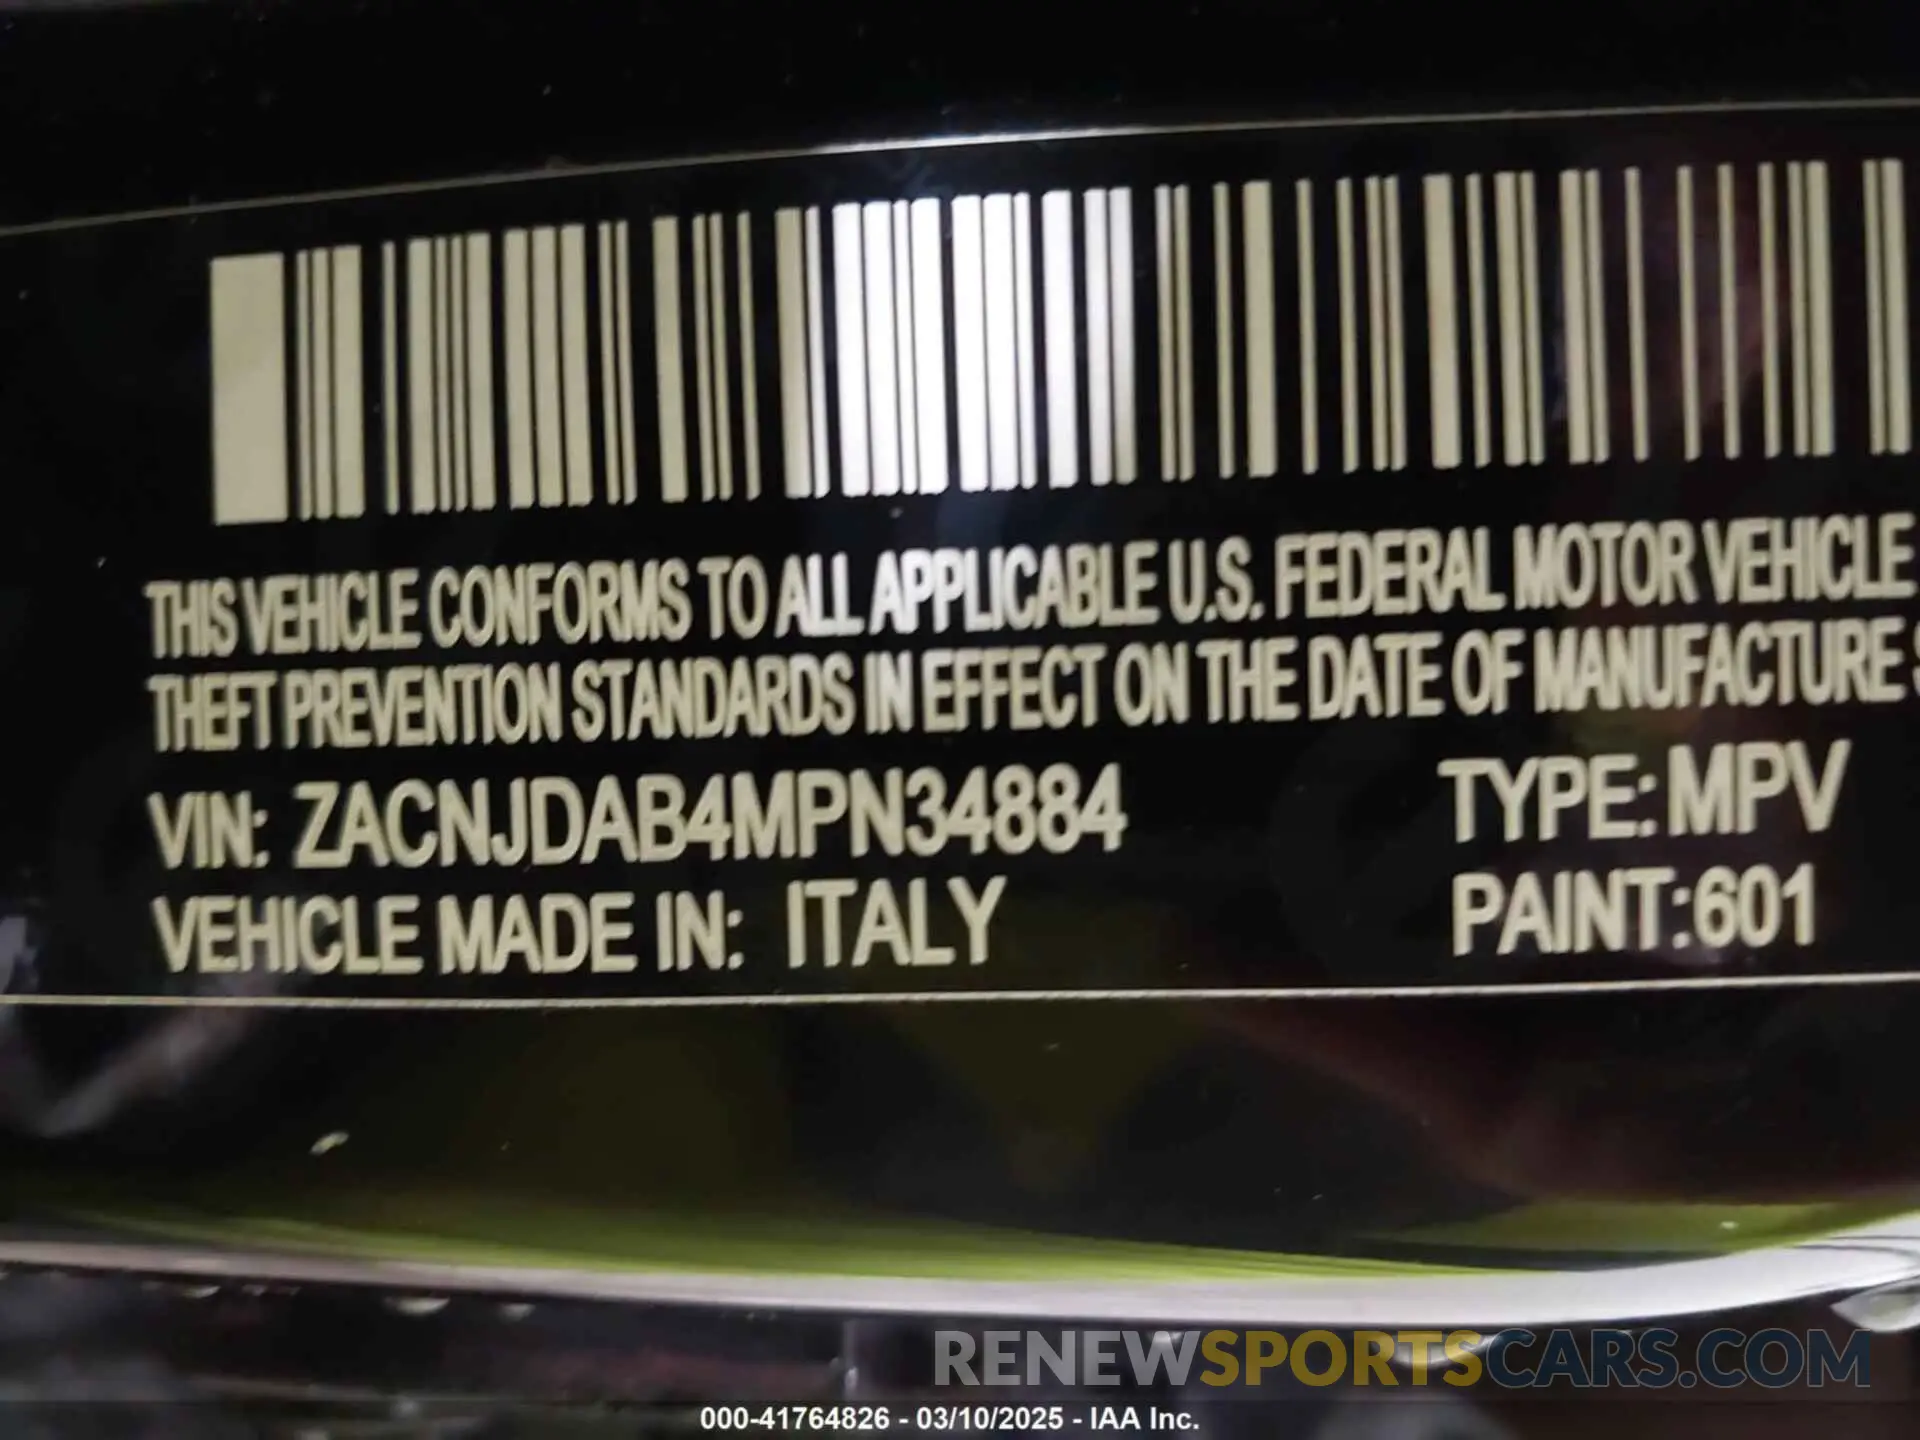 THIS VEHICLE CONFORMS TO ALL APPLICABLE U.S. FEDERAL MOTOR VEHICLE
THEFT PREVENTION STANDARDS IN EFFECT ON THE DATE OF MANUFACTURE
VIN: ZACNJDAB4MPN34884 TYPE: MPV
VEHICLE MADE IN: ITALY PAINT:601
RENEWSPORTSCARS.COM
000-41764826 - 03/10/2025 - IAA Inc.